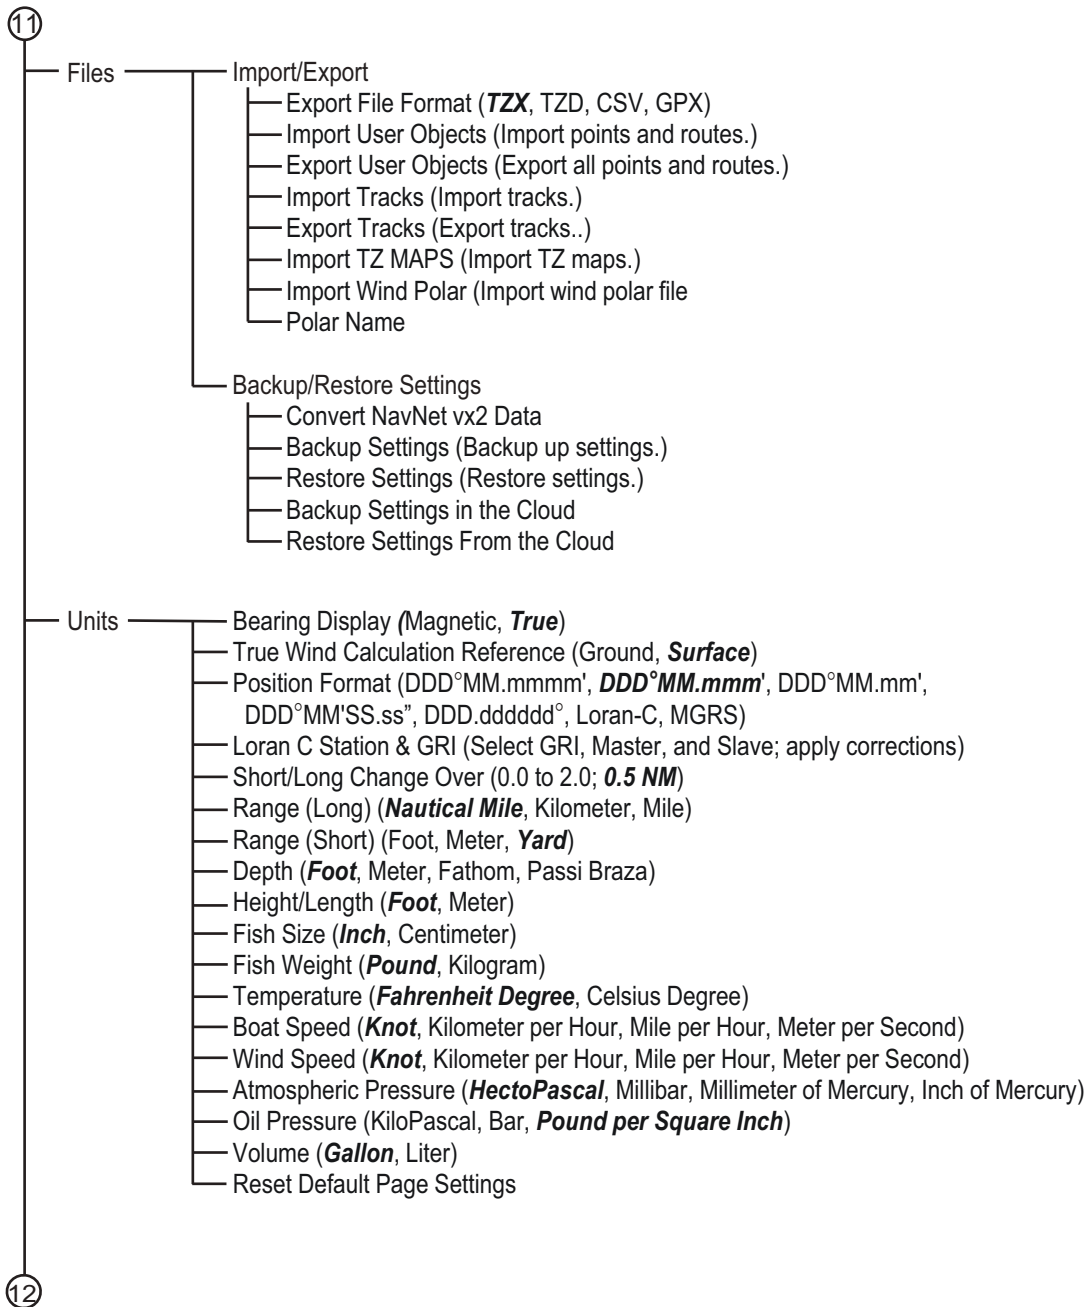 11
Files
Import/Export
Export File Format (TZX, TZD, CSV, GPX)
Import User Objects (Import points and routes.)
Export User Objects (Export all points and routes.)
Import Tracks (Import tracks.)
Export Tracks (Export tracks..)
Import TZ MAPS (Import TZ maps.)
Import Wind Polar (Import wind polar file
Polar Name
Backup/Restore Settings
Convert NavNet vx2 Data
Backup Settings (Backup up settings.)
Restore Settings (Restore settings.)
Backup Settings in the Cloud
Restore Settings From the Cloud
Units
Bearing Display (Magnetic, True)
True Wind Calculation Reference (Ground, Surface)
Position Format (DDD°MM.mmmm', DDD°MM.mmm', DDD°MM.mm',
DDD°MM'SS.ss”, DDD.dddddd°, Loran-C, MGRS)
Loran C Station & GRI (Select GRI, Master, and Slave; apply corrections)
Short/Long Change Over (0.0 to 2.0; 0.5 NM)
Range (Long) (Nautical Mile, Kilometer, Mile)
Range (Short) (Foot, Meter, Yard)
Depth (Foot, Meter, Fathom, Passi Braza)
Height/Length (Foot, Meter)
Fish Size (Inch, Centimeter)
Fish Weight (Pound, Kilogram)
Temperature (Fahrenheit Degree, Celsius Degree)
Boat Speed (Knot, Kilometer per Hour, Mile per Hour, Meter per Second)
Wind Speed (Knot, Kilometer per Hour, Mile per Hour, Meter per Second)
Atmospheric Pressure (HectoPascal, Millibar, Millimeter of Mercury, Inch of Mercury)
Oil Pressure (KiloPascal, Bar, Pound per Square Inch)
Volume (Gallon, Liter)
Reset Default Page Settings
12